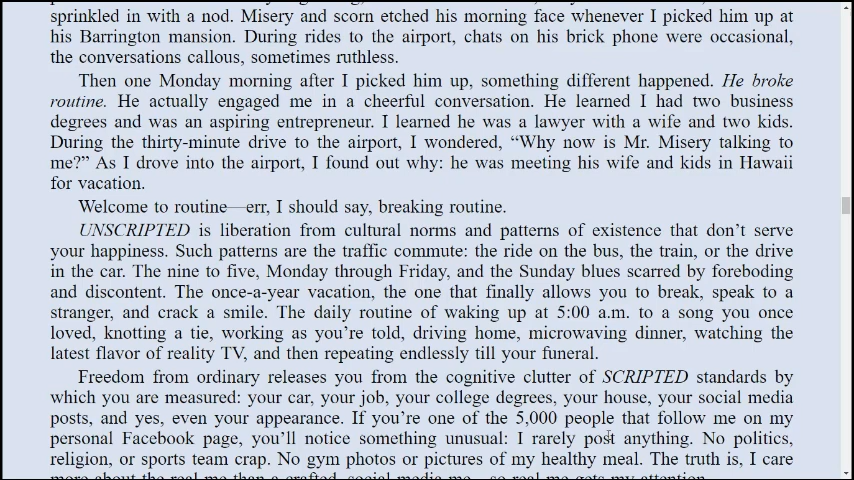 sprinkled in with a nod. Misery and scorn etched his morning face whenever I picked him up at
his Barrington mansion. During rides to the airport, chats on his brick phone were occasional,
the conversations callous, sometimes ruthless.
Then one Monday morning after I picked him up, something different happened. He broke
routine. He actually engaged me in a cheerful conversation. He learned I had two business
degrees and was an aspiring entrepreneur. I learned he was a lawyer with a wife and two kids.
During the thirty-minute drive to the airport, I wondered, “Why now is Mr. Misery talking to
me?” As I drove into the airport, I found out why: he was meeting his wife and kids in Hawaii
for vacation.
Welcome to routine—err, I should say, breaking routine.
UNSCRIPTED is liberation from cultural norms and patterns of existence that don’t serve
your happiness. Such patterns are the traffic commute: the ride on the bus, the train, or the drive
in the car. The nine to five, Monday through Friday, and the Sunday blues scarred by foreboding
and discontent. The once-a-year vacation, the one that finally allows you to break, speak to a
stranger, and crack a smile. The daily routine of waking up at 5:00 a.m. to a song you once
loved, knotting a tie, working as you’re told, driving home, microwaving dinner, watching the
latest flavor of reality TV, and then repeating endlessly till your funeral.
Freedom from ordinary releases you from the cognitive clutter of SCRIPTED standards by
which you are measured: your car, your job, your college degrees, your house, your social media
posts, and yes, even your appearance. If you’re one of the 5,000 people that follow me on my
personal Facebook page, you’ll notice something unusual: I rarely post anything. No politics,
religion, or sports team crap. No gym photos or pictures of my healthy meal. The truth is, I care
more about the real me than a crafted, social media me